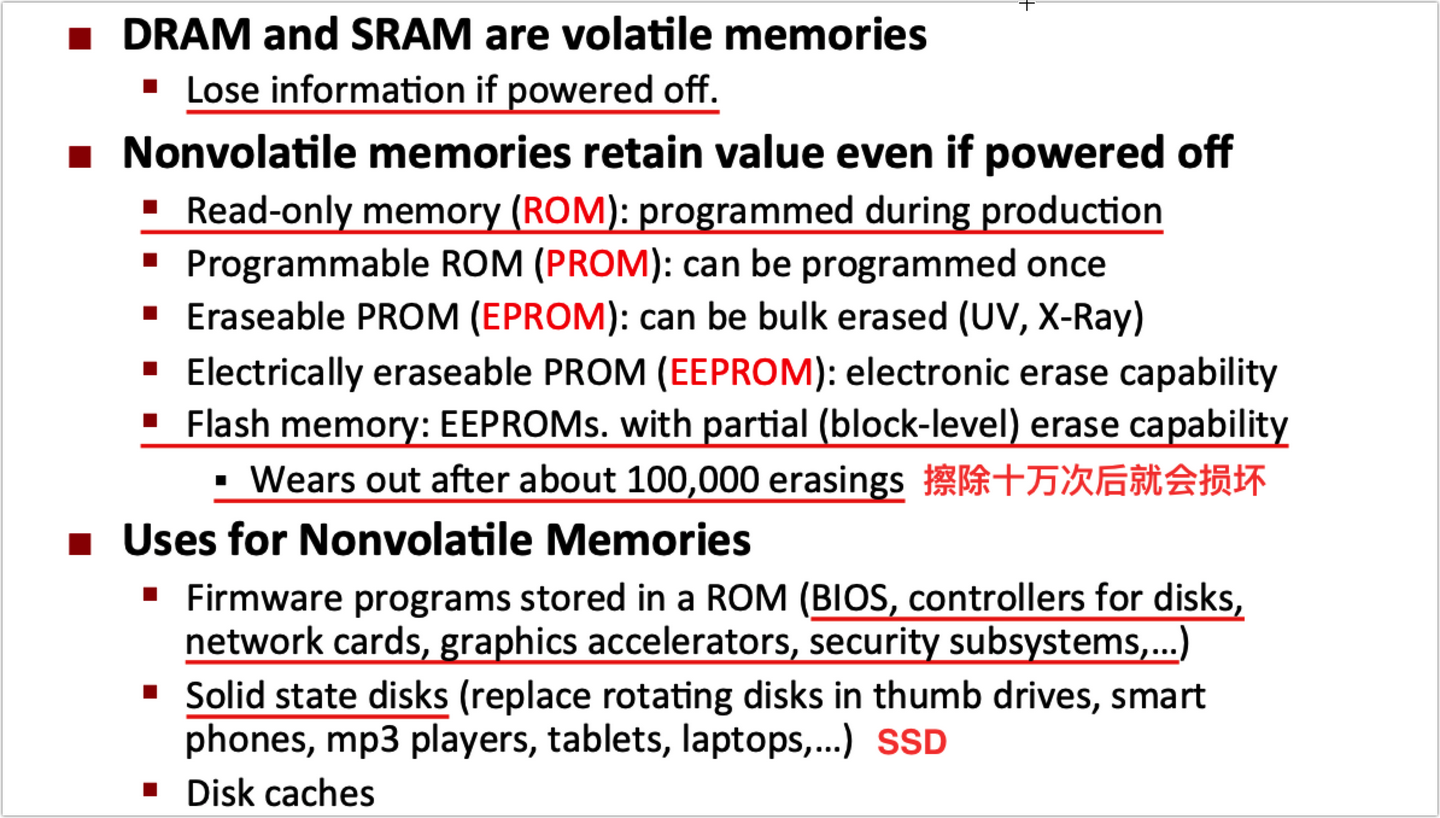 ■ DRAM and SRAM are volatile memories
▪ Lose information if powered off.
■ Nonvolatile memories retain value even if powered off
▪ Read-only memory (ROM): programmed during production
▪ Programmable ROM (PROM): can be programmed once
▪ Eraseable PROM (EPROM): can be bulk erased (UV, X-Ray)
▪ Electrically eraseable PROM (EEPROM): electronic erase capability
▪ Flash memory: EEPROMs. with partial (block-level) erase capability
▪ Wears out after about 100,000 erasings 擦除十万次后就会损坏
■ Uses for Nonvolatile Memories
▪ Firmware programs stored in a ROM (BIOS, controllers for disks,
network cards, graphics accelerators, security subsystems,…)
▪ Solid state disks (replace rotating disks in thumb drives, smart
phones, mp3 players, tablets, laptops,…) SSD
▪ Disk caches